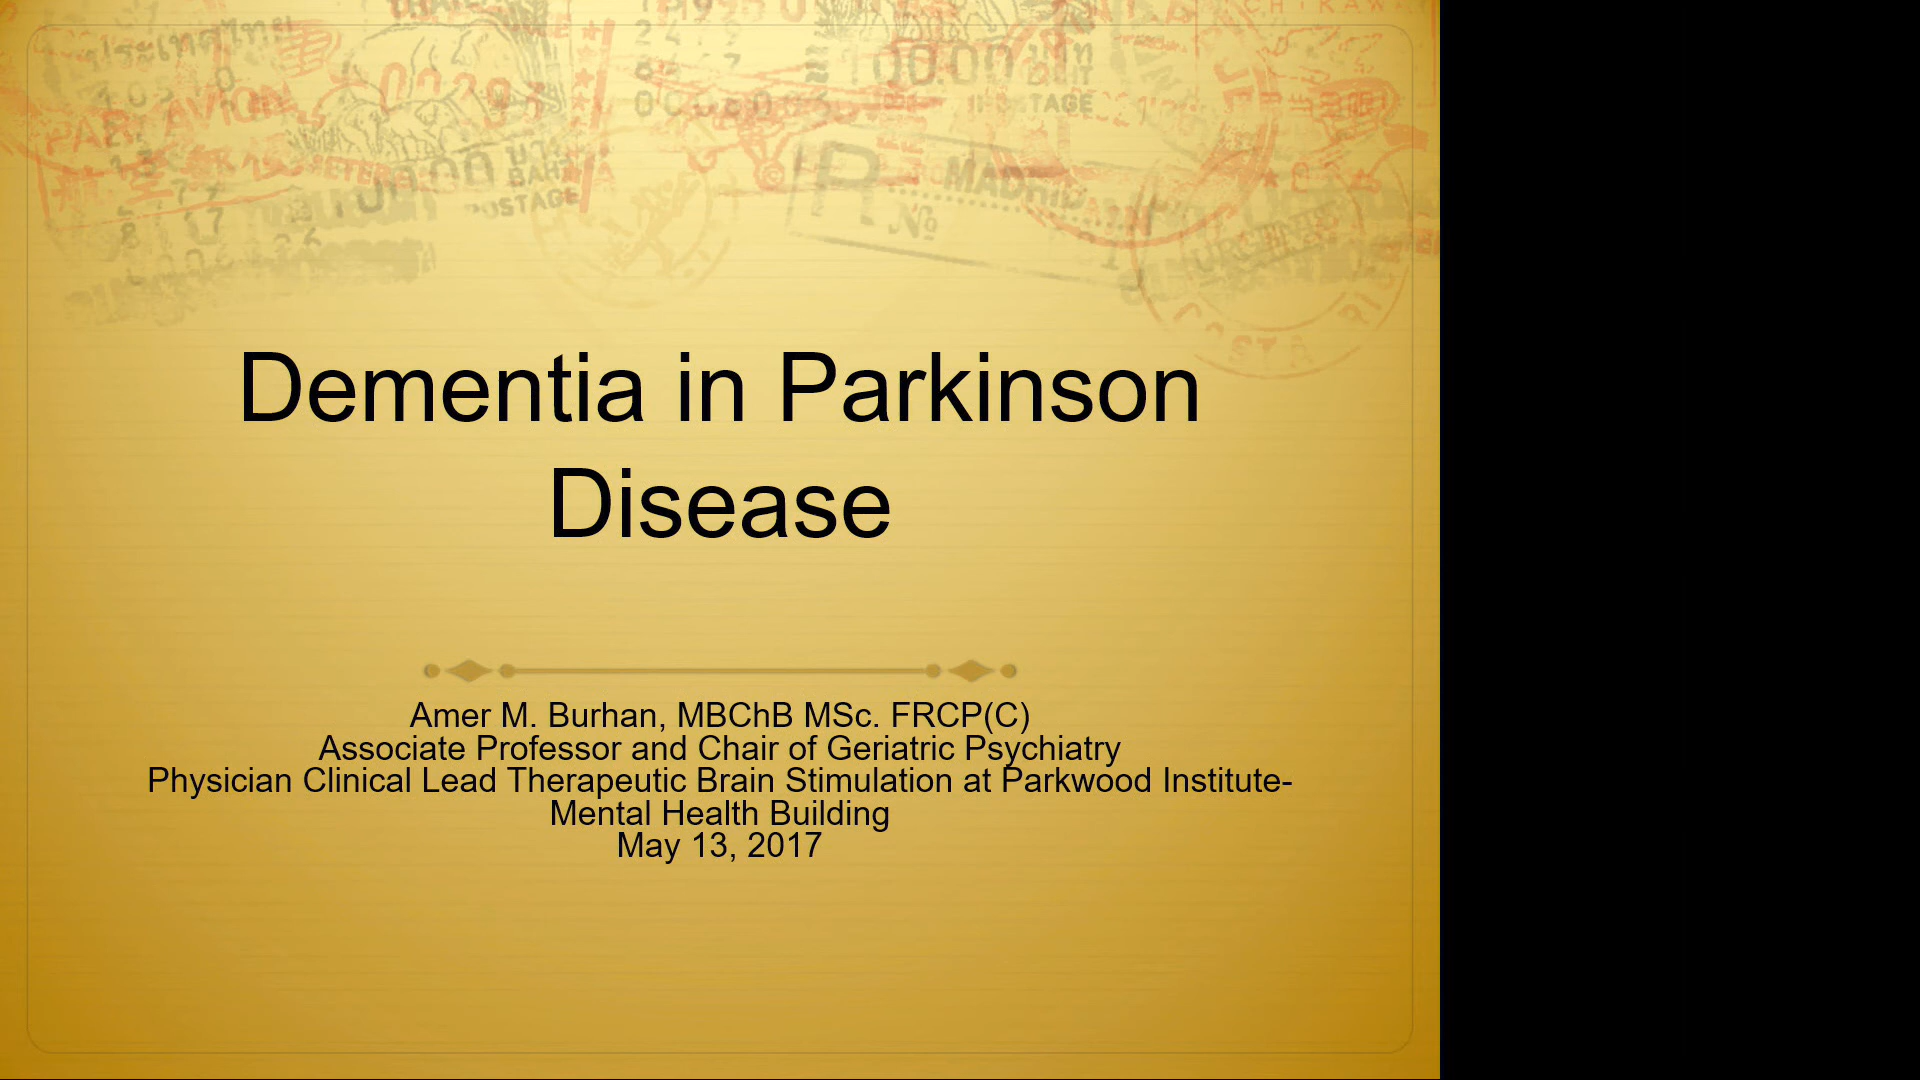 Dementia in Parkinson
Disease
Amer M. Burhan, MBChB MSc. FRCP(C)
Associate Professor and Chair of Geriatric Psychiatry
Physician Clinical Lead Therapeutic Brain Stimulation at Parkwood Institute-
Mental Health Building
May 13, 2017